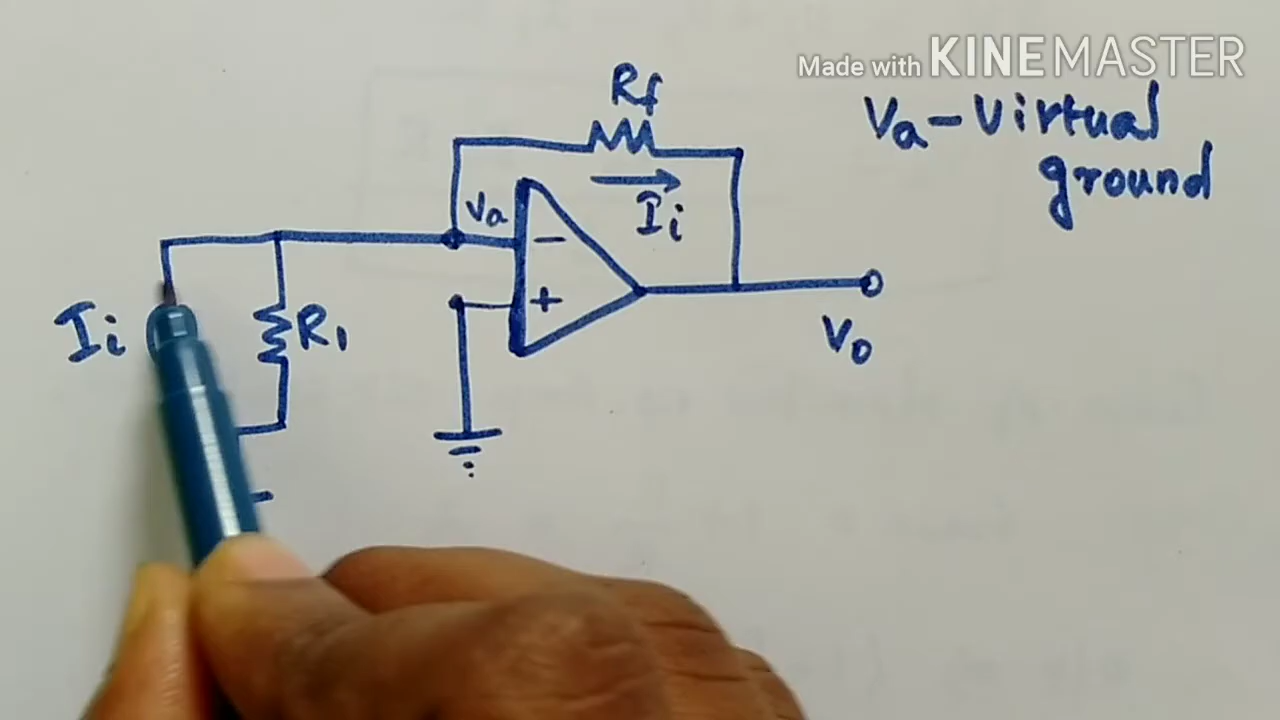 Made with KINEMASTER
Rf
Va - Virtual
ground
Va
Ii
−
+
Ii
R1
Vo